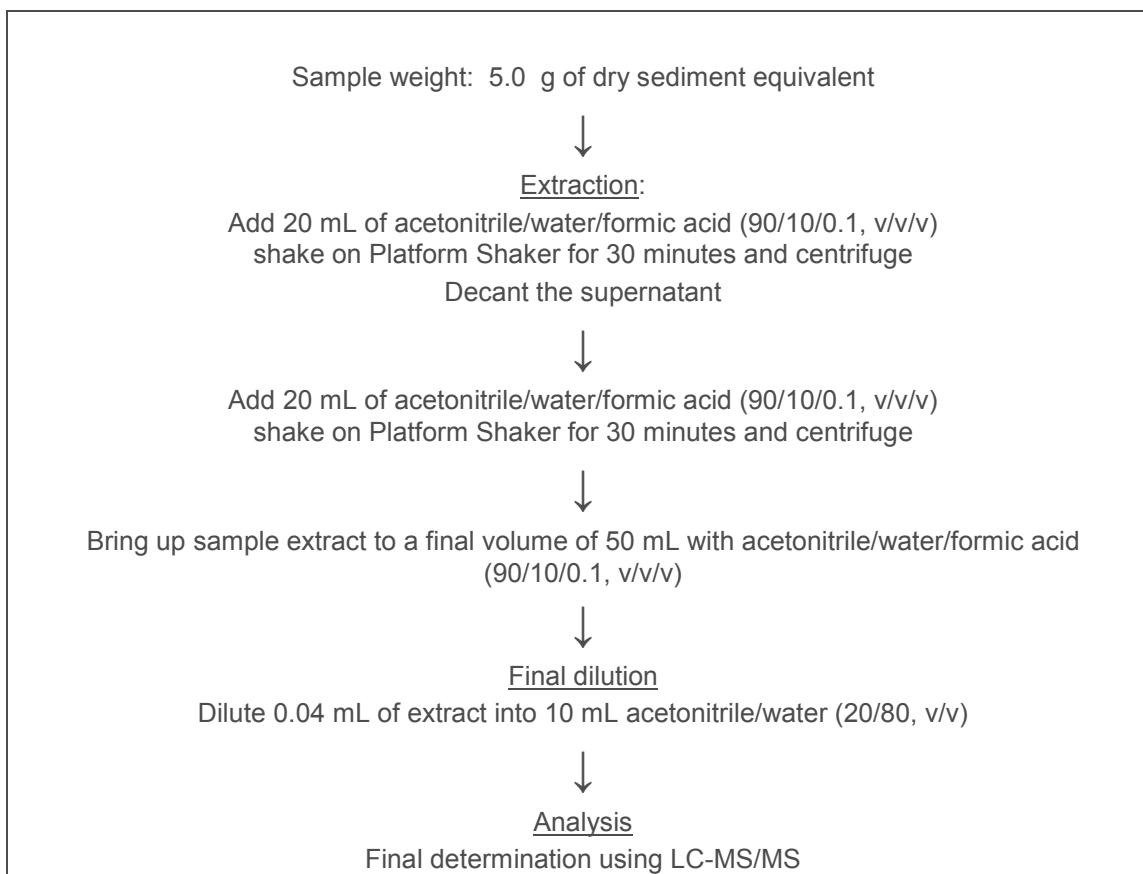 Sample weight:  5.0  g of dry sediment equivalent
↓
Extraction:
Add 20 mL of acetonitrile/water/formic acid (90/10/0.1, v/v/v)
shake on Platform Shaker for 30 minutes and centrifuge
Decant the supernatant
↓
Add 20 mL of acetonitrile/water/formic acid (90/10/0.1, v/v/v)
shake on Platform Shaker for 30 minutes and centrifuge
↓
Bring up sample extract to a final volume of 50 mL with acetonitrile/water/formic acid
(90/10/0.1, v/v/v)
↓
Final dilution
Dilute 0.04 mL of extract into 10 mL acetonitrile/water (20/80, v/v)
↓
Analysis
Final determination using LC-MS/MS